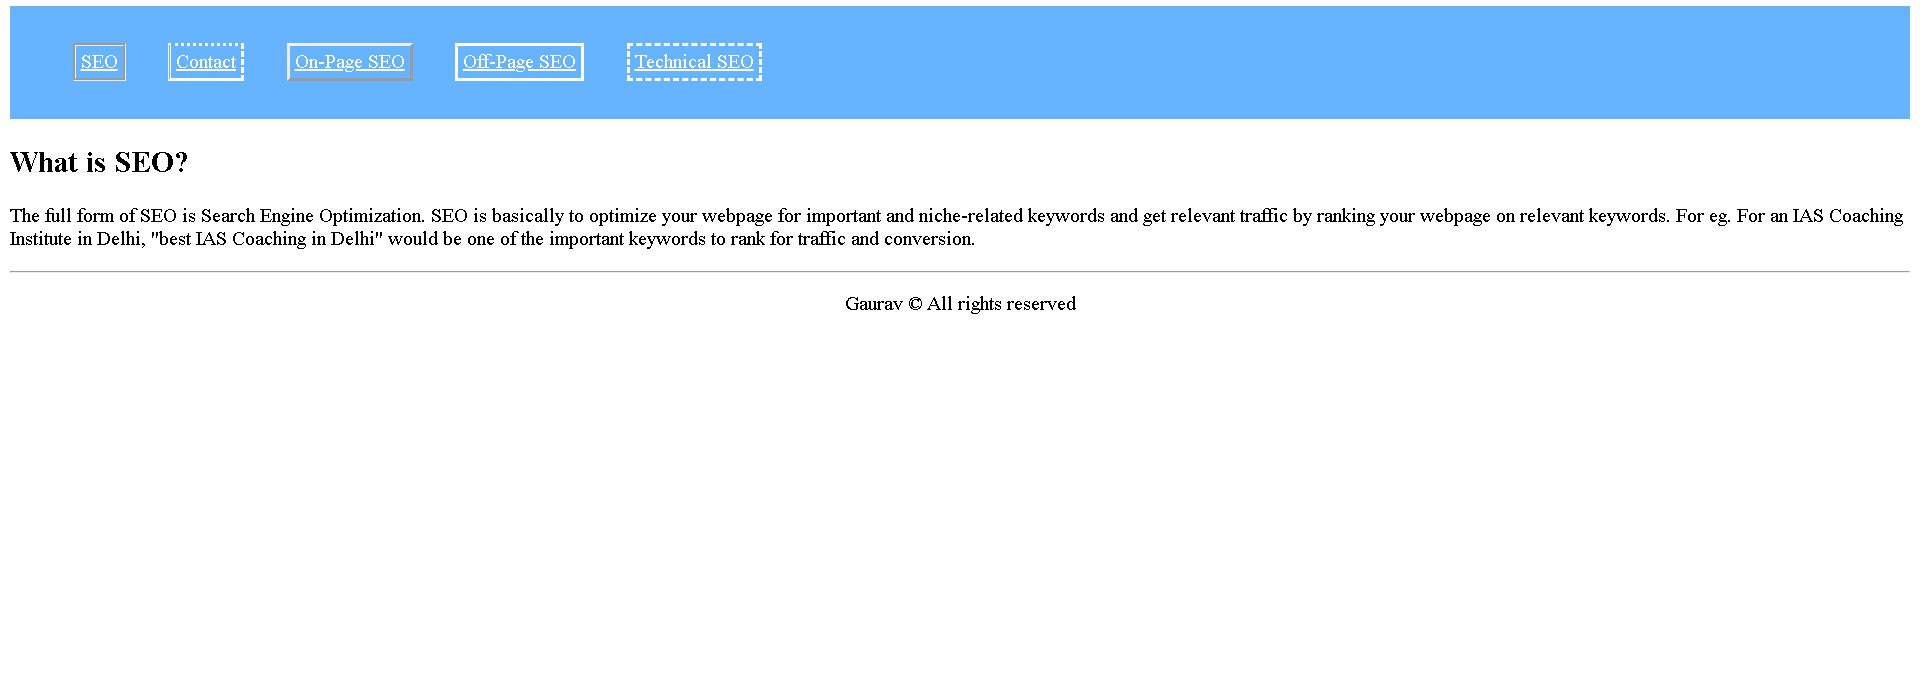 SEO Contact On-Page SEO Off-Page SEO Technical SEO
What is SEO?
The full form of SEO is Search Engine Optimization. SEO is basically to optimize your webpage for important and niche-related keywords and get relevant traffic by ranking your webpage on relevant keywords. For eg. For an IAS Coaching
Institute in Delhi, "best IAS Coaching in Delhi" would be one of the important keywords to rank for traffic and conversion.
Gaurav © All rights reserved